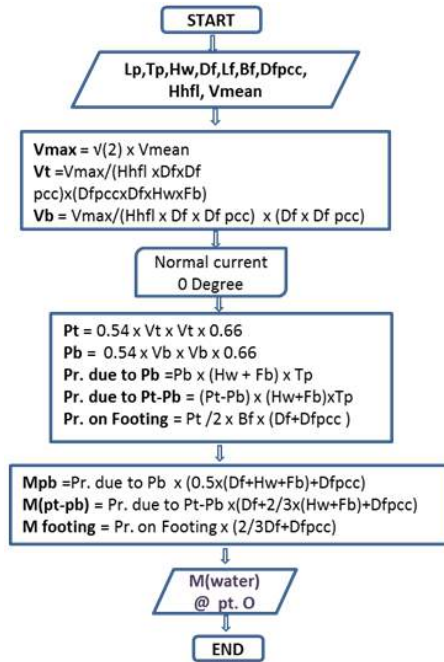 START
Lp,Tp,Hw,Df,Lf,Bf,Dfpcc,
Hhfl, Vmean
Vmax = √(2) x Vmean
Vt =Vmax/(Hhfl xDfxDf
pcc)x(DfpccxDfxHwxFb)
Vb = Vmax/(Hhfl x Df x Df pcc) x (Df x Df pcc)
Normal current
0 Degree
Pt = 0.54 x Vt x Vt x 0.66
Pb = 0.54 x Vb x Vb x 0.66
Pr. due to Pb =Pb x (Hw + Fb) x Tp
Pr. due to Pt-Pb = (Pt-Pb) x (Hw+Fb)xTp
Pr. on Footing = Pt /2 x Bf x (Df+Dfpcc )
Mpb =Pr. due to Pb x (0.5x(Df+Hw+Fb)+Dfpcc)
M(pt-pb) = Pr. due to Pt-Pb x(Df+2/3x(Hw+Fb)+Dfpcc)
M footing = Pr. on Footing x (2/3Df+Dfpcc)
M(water)
@ pt. O
END